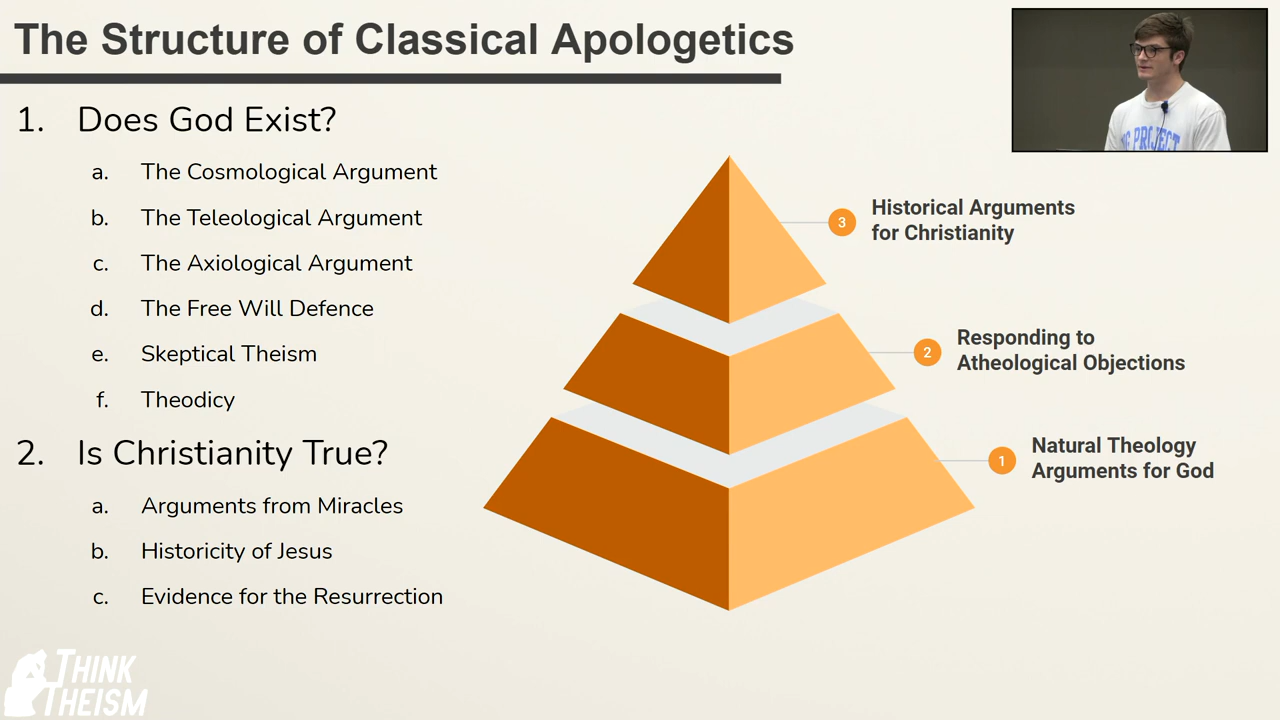 The Structure of Classical Apologetics
1. Does God Exist?
a. The Cosmological Argument
b. The Teleological Argument
c. The Axiological Argument
d. The Free Will Defence
e. Skeptical Theism
f. Theodicy
2. Is Christianity True?
a. Arguments from Miracles
b. Historicity of Jesus
c. Evidence for the Resurrection
3
Historical Arguments
for Christianity
2
Responding to
Atheological Objections
1
Natural Theology
Arguments for God
PROJECT
THINK
THEISM